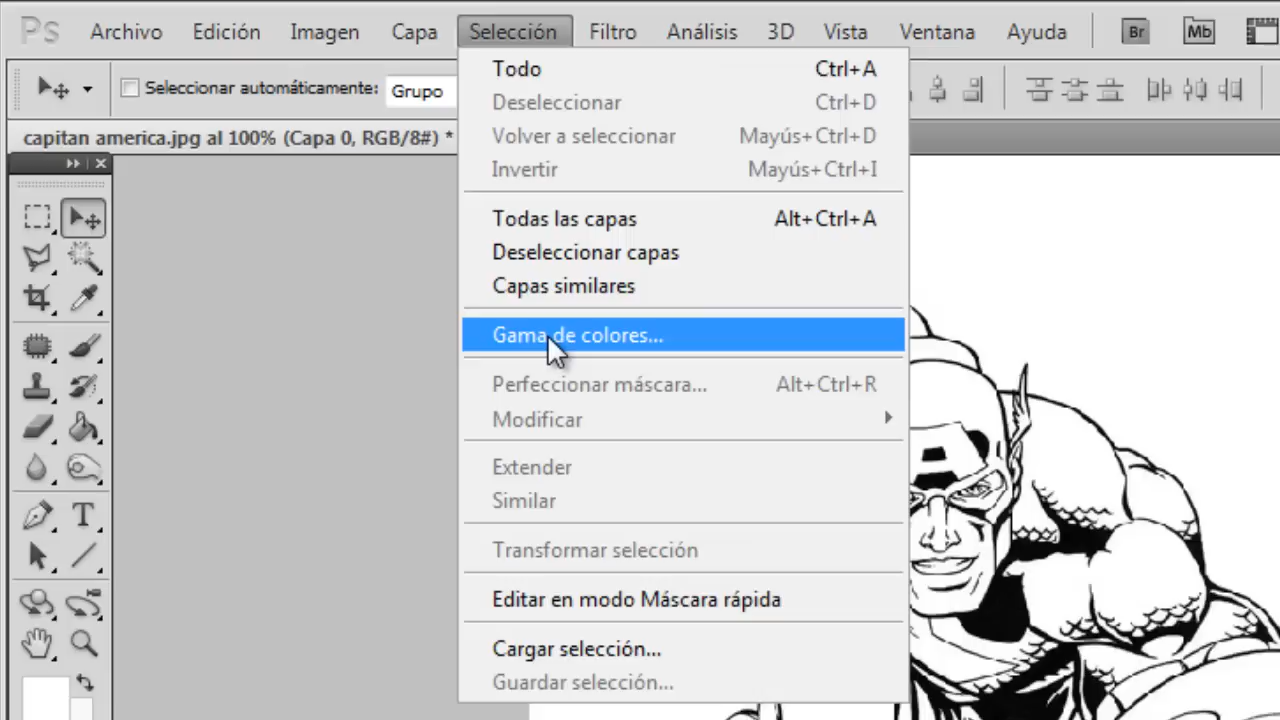 Ps Archivo Edición Imagen Capa Selección Filtro Análisis 3D Vista Ventana Ayuda Br Mb
Seleccionar automáticamente: Grupo
capitan america.jpg al 100% (Capa 0, RGB/8#) *
Todo Ctrl+A
Deseleccionar Ctrl+D
Volver a seleccionar Mayús+Ctrl+D
Invertir Mayús+Ctrl+I
Todas las capas Alt+Ctrl+A
Deseleccionar capas
Capas similares
Gama de colores...
Perfeccionar máscara... Alt+Ctrl+R
Modificar
Extender
Similar
Transformar selección
Editar en modo Máscara rápida
Cargar selección...
Guardar selección...
T